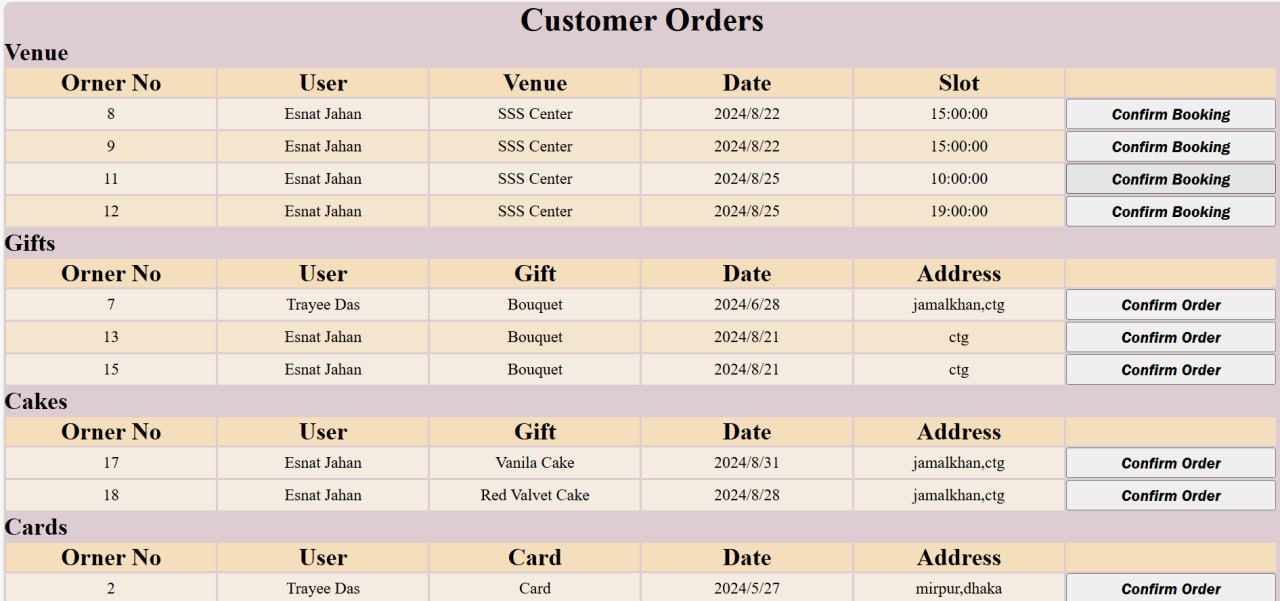 Customer Orders
Venue
Orner No User Venue Date Slot
8 Esnat Jahan SSS Center 2024/8/22 15:00:00 Confirm Booking
9 Esnat Jahan SSS Center 2024/8/22 15:00:00 Confirm Booking
11 Esnat Jahan SSS Center 2024/8/25 10:00:00 Confirm Booking
12 Esnat Jahan SSS Center 2024/8/25 19:00:00 Confirm Booking
Gifts
Orner No User Gift Date Address
7 Trayee Das Bouquet 2024/6/28 jamalkhan,ctg Confirm Order
13 Esnat Jahan Bouquet 2024/8/21 ctg Confirm Order
15 Esnat Jahan Bouquet 2024/8/21 ctg Confirm Order
Cakes
Orner No User Gift Date Address
17 Esnat Jahan Vanila Cake 2024/8/31 jamalkhan,ctg Confirm Order
18 Esnat Jahan Red Valvet Cake 2024/8/28 jamalkhan,ctg Confirm Order
Cards
Orner No User Card Date Address
2 Trayee Das Card 2024/5/27 mirpur,dhaka Confirm Order